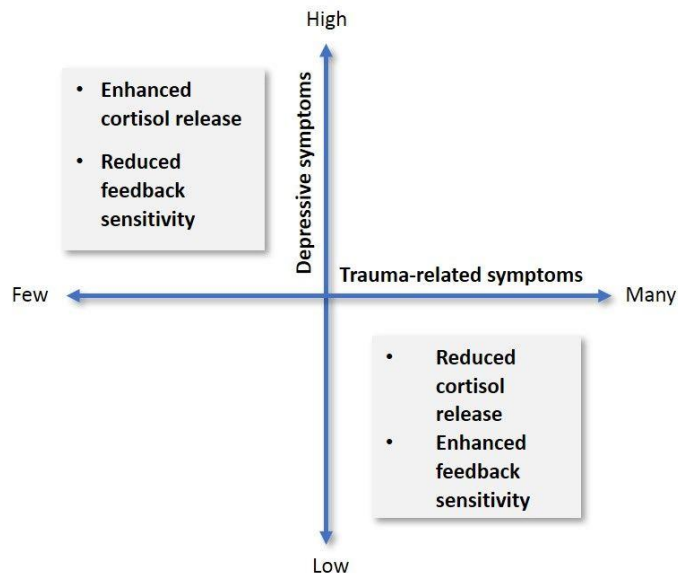 High
• Enhanced
cortisol release
• Reduced
feedback
sensitivity
Depressive symptoms
Trauma-related symptoms
Few
Many
• Reduced
cortisol
release
• Enhanced
feedback
sensitivity
Low